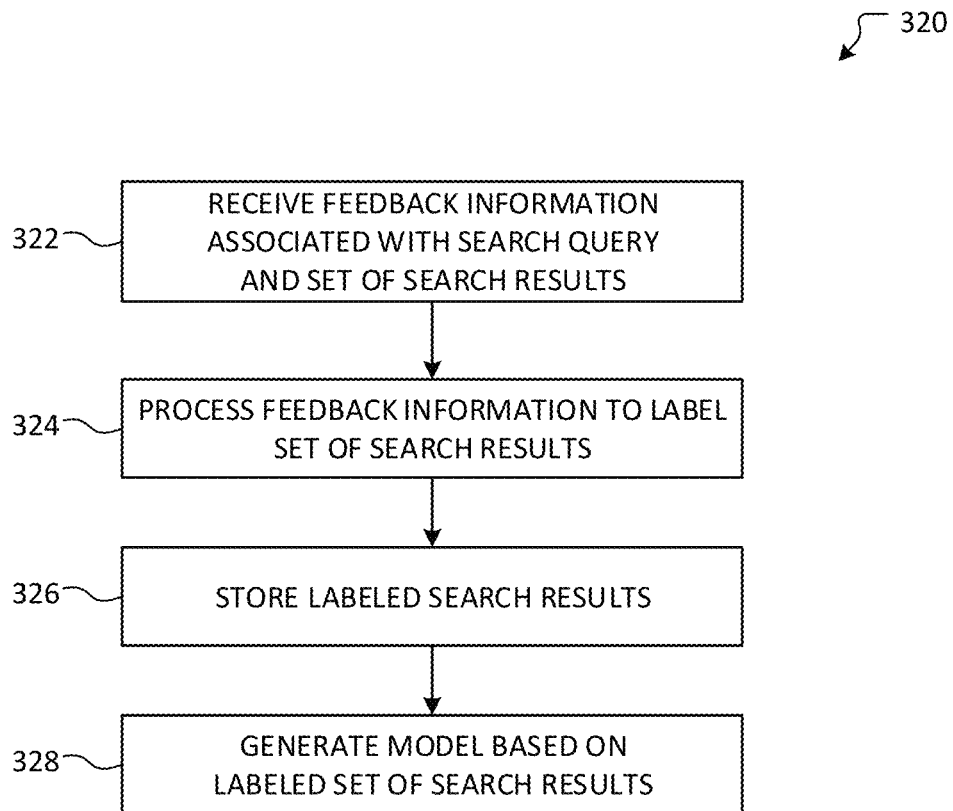 320
322
RECEIVE FEEDBACK INFORMATION
ASSOCIATED WITH SEARCH QUERY
AND SET OF SEARCH RESULTS
324
PROCESS FEEDBACK INFORMATION TO LABEL
SET OF SEARCH RESULTS
326
STORE LABELED SEARCH RESULTS
328
GENERATE MODEL BASED ON
LABELED SET OF SEARCH RESULTS